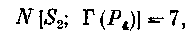 N [S₂; Γ (P₄)] = 7,